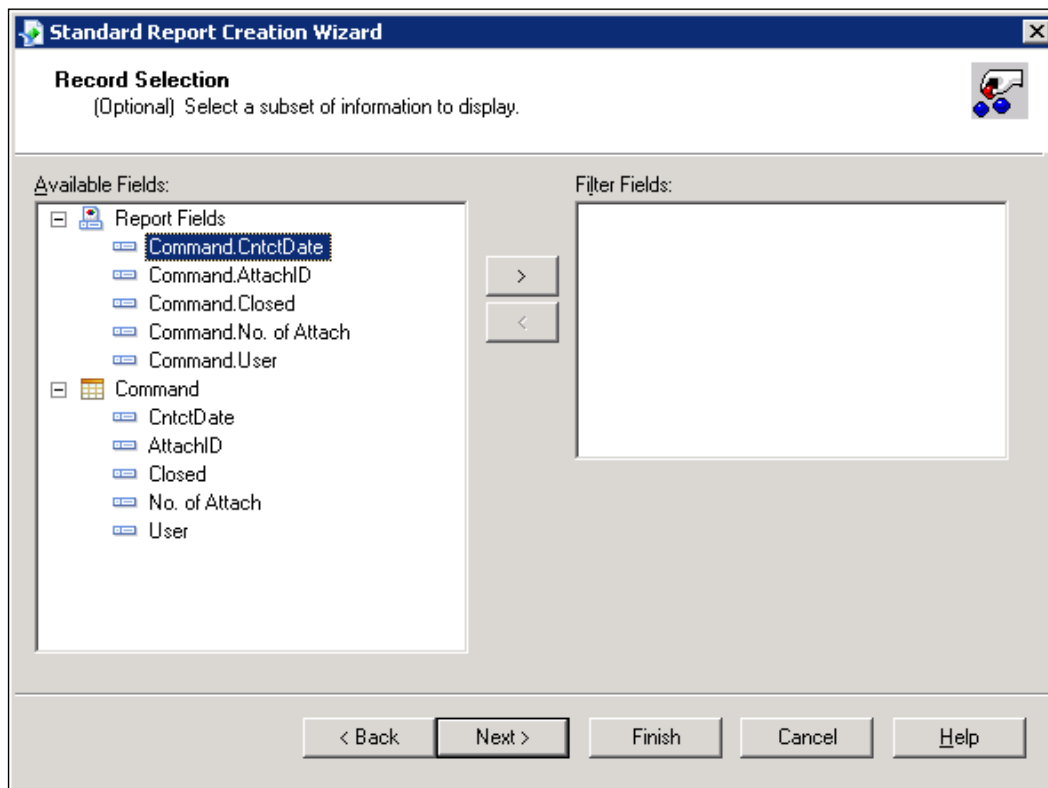 Standard Report Creation Wizard
Record Selection
(Optional) Select a subset of information to display.
Available Fields:
Filter Fields:
Report Fields
Command.CntctDate
Command.AttachID
Command.Closed
Command.No. of Attach
Command.User
Command
CntctDate
AttachID
Closed
No. of Attach
User
>
<
< Back
Next >
Finish
Cancel
Help